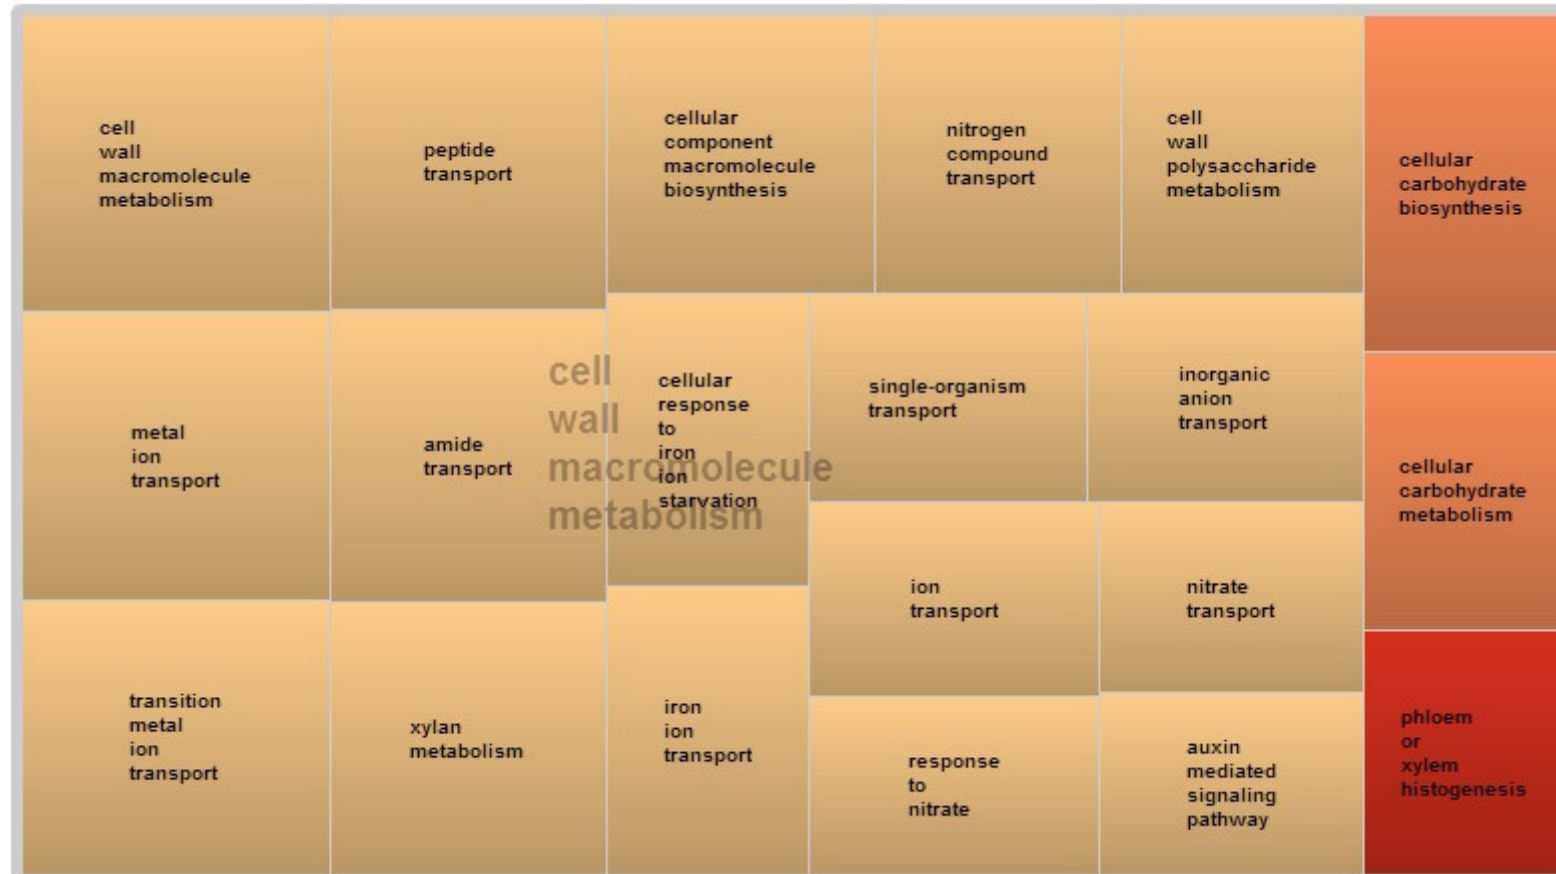 cell
wall
macromolecule
metabolism
peptide
transport
cellular
component
macromolecule
biosynthesis
nitrogen
compound
transport
cell
wall
polysaccharide
metabolism
cellular
carbohydrate
biosynthesis
metal
ion
transport
amide
transport
cell
wall
macromolecule
metabolism
cellular
response
to
iron
ion
starvation
single-organism
transport
inorganic
anion
transport
cellular
carbohydrate
metabolism
ion
transport
nitrate
transport
transition
metal
ion
transport
xylan
metabolism
iron
ion
transport
response
to
nitrate
auxin
mediated
signaling
pathway
phloem
or
xylem
histogenesis